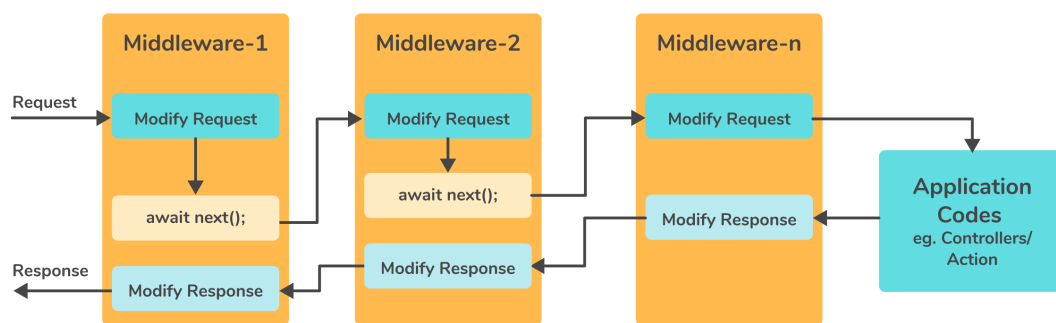 Middleware-1
Middleware-2
Middleware-n
Request
Modify Request
Modify Request
Modify Request
await next();
await next();
Modify Response
Application
Codes
eg. Controllers/
Action
Response
Modify Response
Modify Response